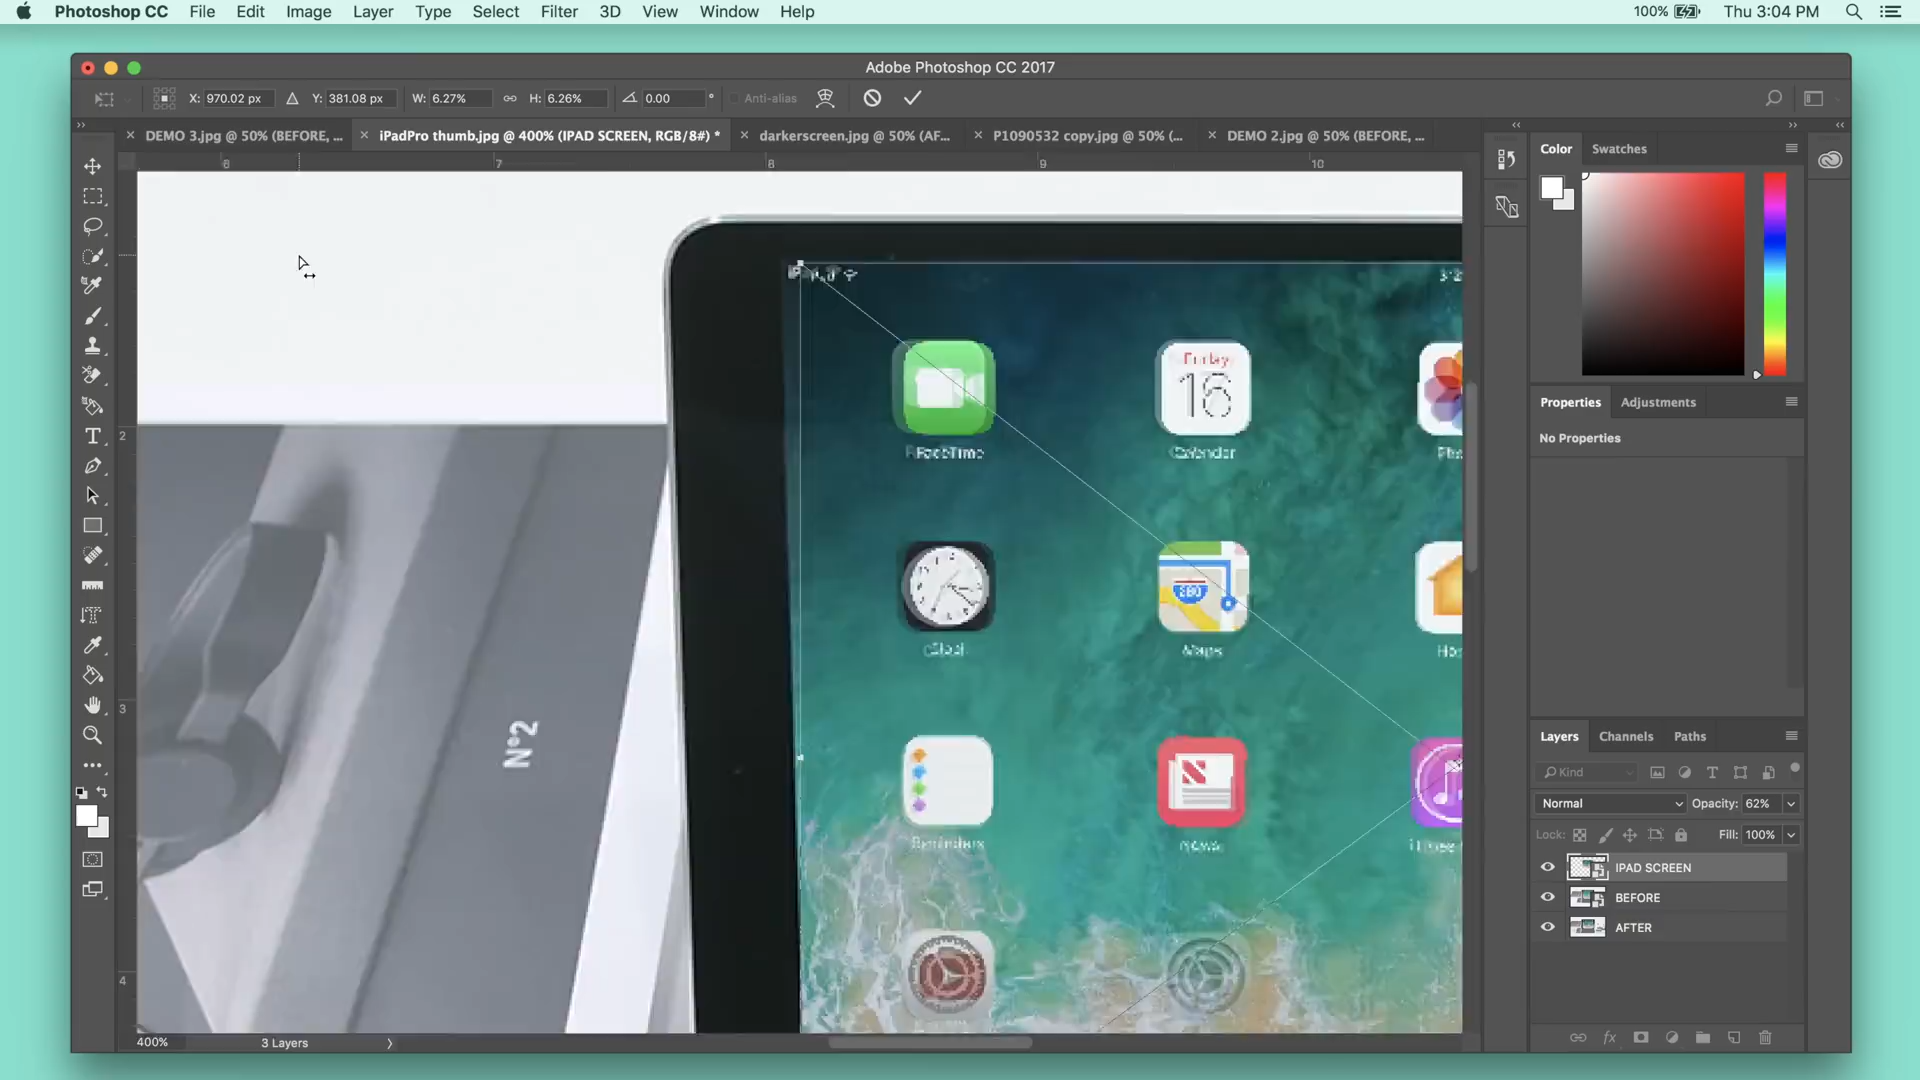 Photoshop CC File Edit Image Layer Type Select Filter 3D View Window Help 100% Thu 3:04 PM
Adobe Photoshop CC 2017
X: 970.02 px Y: 381.08 px W: 6.27% H: 6.26% 0.00 ° Anti-alias
DEMO 3.jpg @ 50% (BEFORE, ... iPadPro thumb.jpg @ 400% (IPAD SCREEN, RGB/8#) * darkerscreen.jpg @ 50% (AF... P1090532 copy.jpg @ 50% (... DEMO 2.jpg @ 50% (BEFORE, ...
6 7 8 9 10
Color Swatches
Friday
16
FaceTime Calendar
Properties Adjustments
No Properties
2
280
Clock Maps
3
N°2
Reminders News
4
Layers Channels Paths
Kind
Normal Opacity: 62%
Lock: Fill: 100%
IPAD SCREEN
BEFORE
AFTER
400% 3 Layers